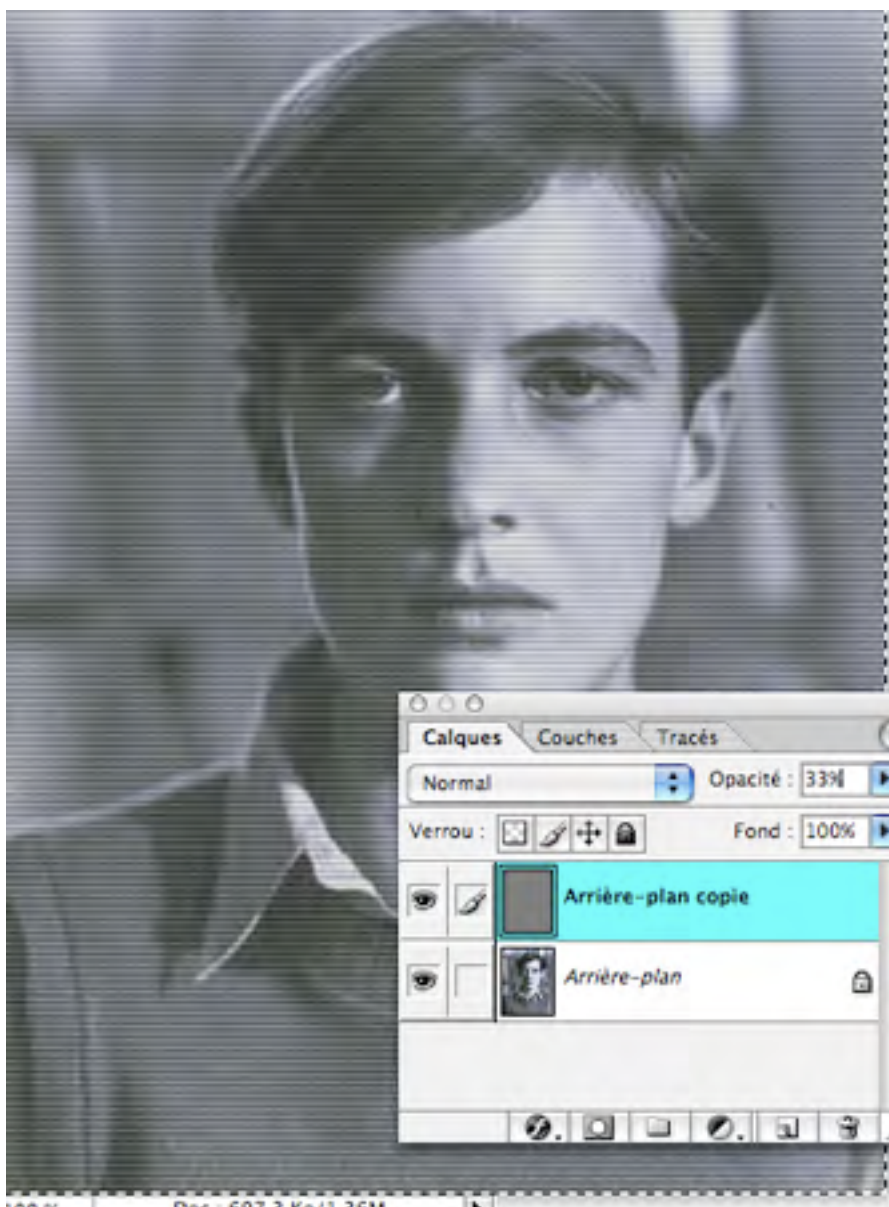 Calques Couches Tracés
Normal Opacité : 33%
Verrou : Fond : 100%
Arrière-plan copie
Arrière-plan